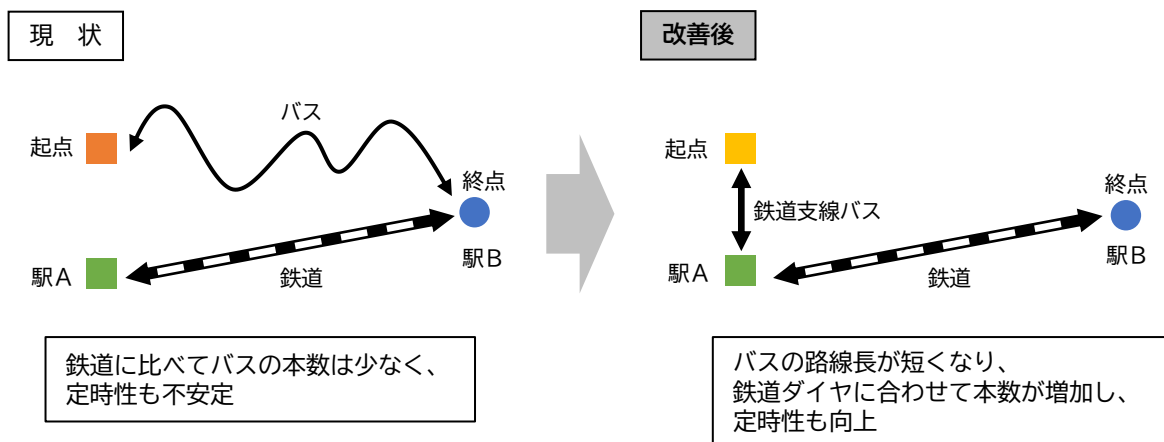 現　状
バス
起点
終点
駅Ａ
鉄道
駅Ｂ
鉄道に比べてバスの本数は少なく、
定時性も不安定
改善後
起点
鉄道支線バス
終点
駅Ａ
鉄道
駅Ｂ
バスの路線長が短くなり、
鉄道ダイヤに合わせて本数が増加し、
定時性も向上